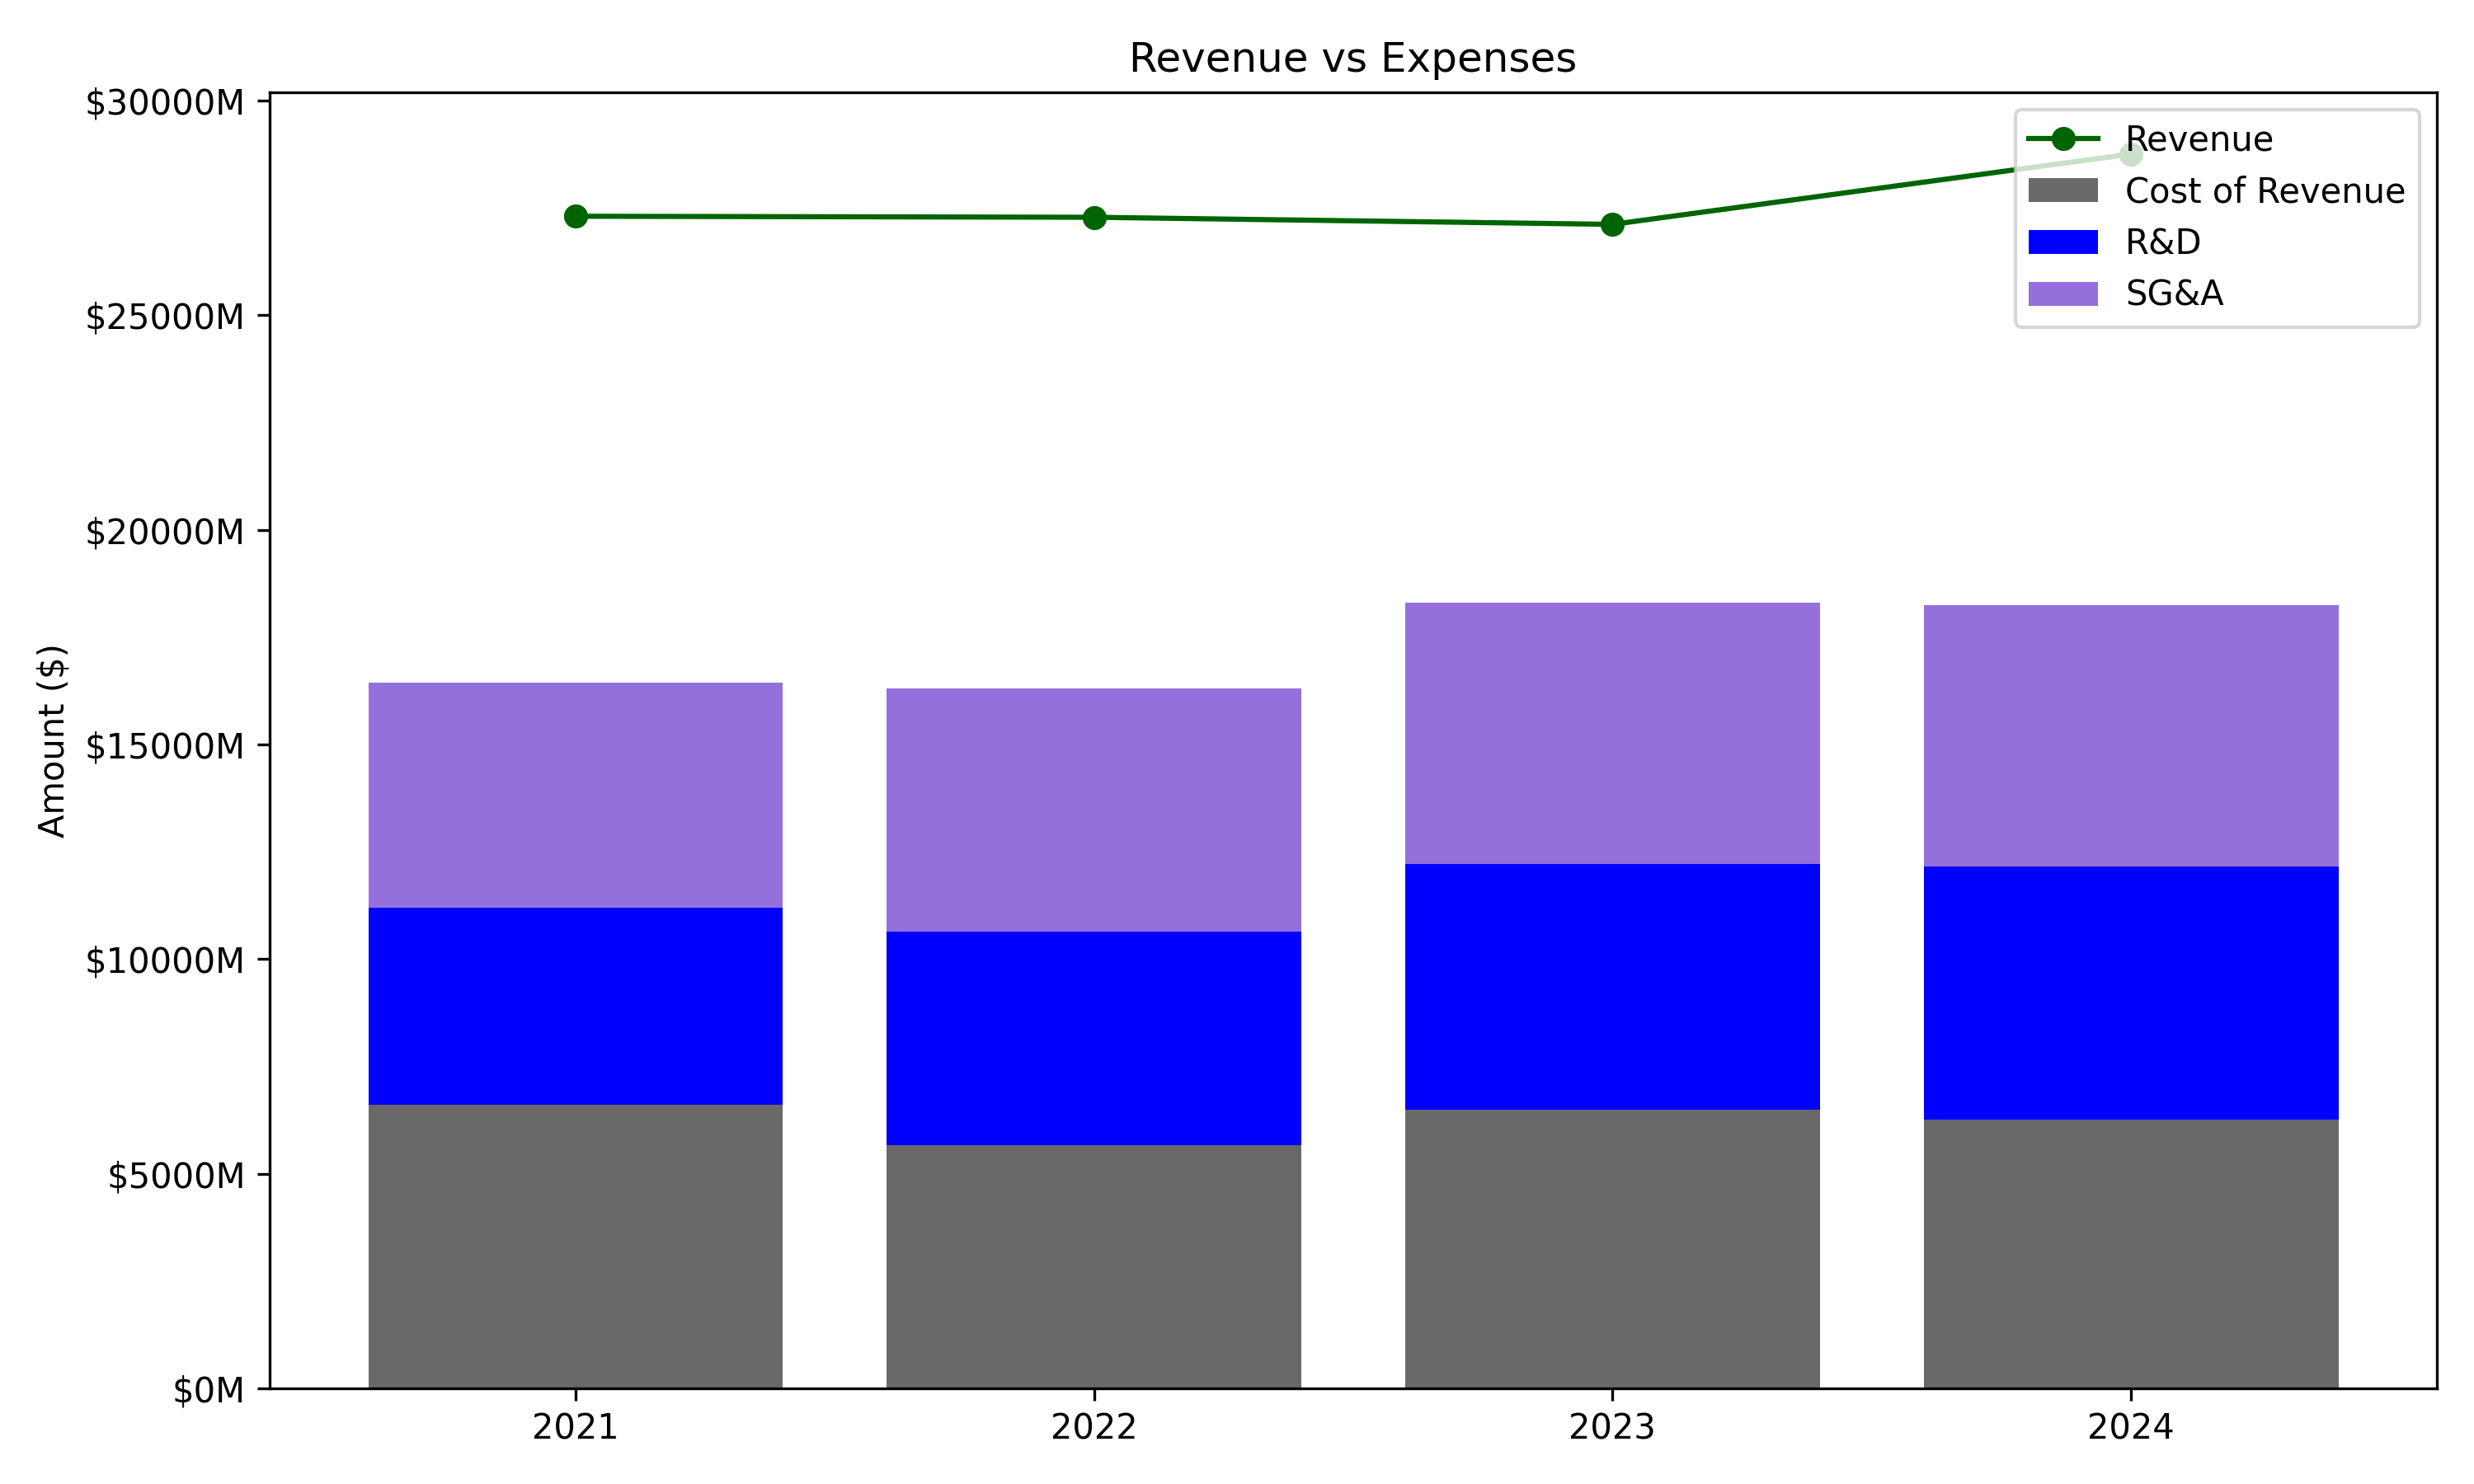 Revenue vs Expenses
$30000M
$25000M
$20000M
$15000M
$10000M
$5000M
$0M
Amount ($)
2021
2022
2023
2024
Revenue
Cost of Revenue
R&D
SG&A